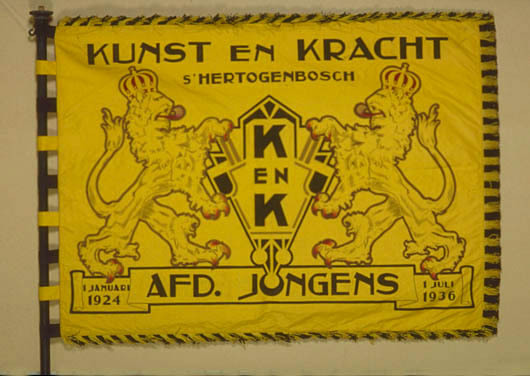 KUNST EN KRACHT
S'HERTOGENBOSCH
K
EN
K
AFD. JONGENS
1 JANUARI
1924
1 JULI
1936